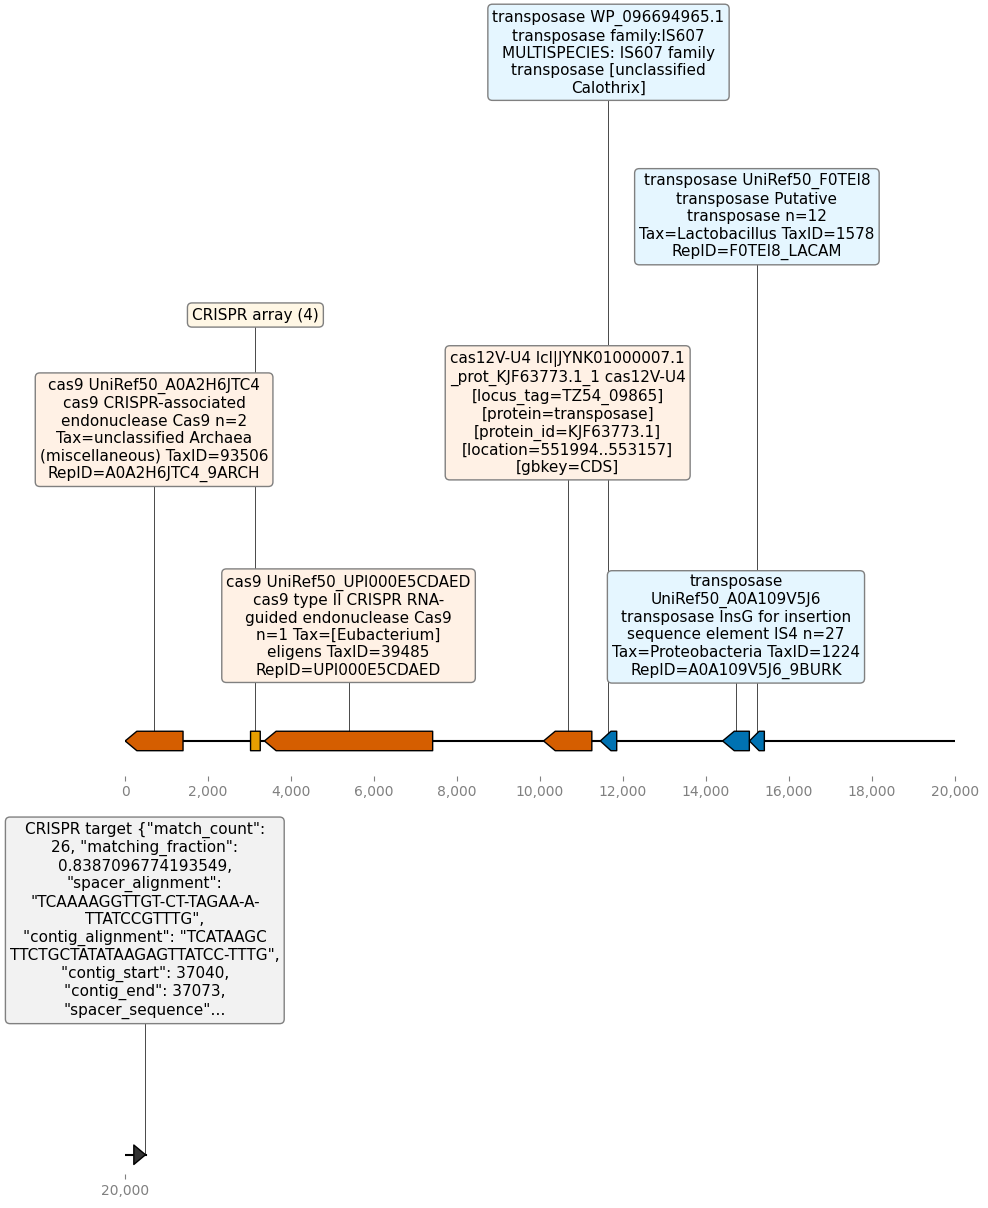 transposase WP_096694965.1
transposase family:IS607
MULTISPECIES: IS607 family
transposase [unclassified
Calothrix]
transposase UniRef50_F0TEI8
transposase Putative
transposase n=12
Tax=Lactobacillus TaxID=1578
RepID=F0TEI8_LACAM
CRISPR array (4)
cas12V-U4 lcl|JYNK01000007.1
_prot_KJF63773.1_1 cas12V-U4
[locus_tag=TZ54_09865]
[protein=transposase]
[protein_id=KJF63773.1]
[location=551994..553157]
[gbkey=CDS]
cas9 UniRef50_A0A2H6JTC4
cas9 CRISPR-associated
endonuclease Cas9 n=2
Tax=unclassified Archaea
(miscellaneous) TaxID=93506
RepID=A0A2H6JTC4_9ARCH
cas9 UniRef50_UPI000E5CDAED
cas9 type II CRISPR RNA-
guided endonuclease Cas9
n=1 Tax=[Eubacterium]
eligens TaxID=39485
RepID=UPI000E5CDAED
transposase
UniRef50_A0A109V5J6
transposase InsG for insertion
sequence element IS4 n=27
Tax=Proteobacteria TaxID=1224
RepID=A0A109V5J6_9BURK
0
2,000
4,000
6,000
8,000
10,000
12,000
14,000
16,000
18,000
20,000
CRISPR target {"match_count":
26, "matching_fraction":
0.8387096774193549,
"spacer_alignment":
"TCAAAAGGTTGT-CT-TAGAA-A-
TTATCCGTTTG",
"contig_alignment": "TCATAAGC
TTCTGCTATATAAGAGTTATCC-TTTG",
"contig_start": 37040,
"contig_end": 37073,
"spacer_sequence"...
20,000